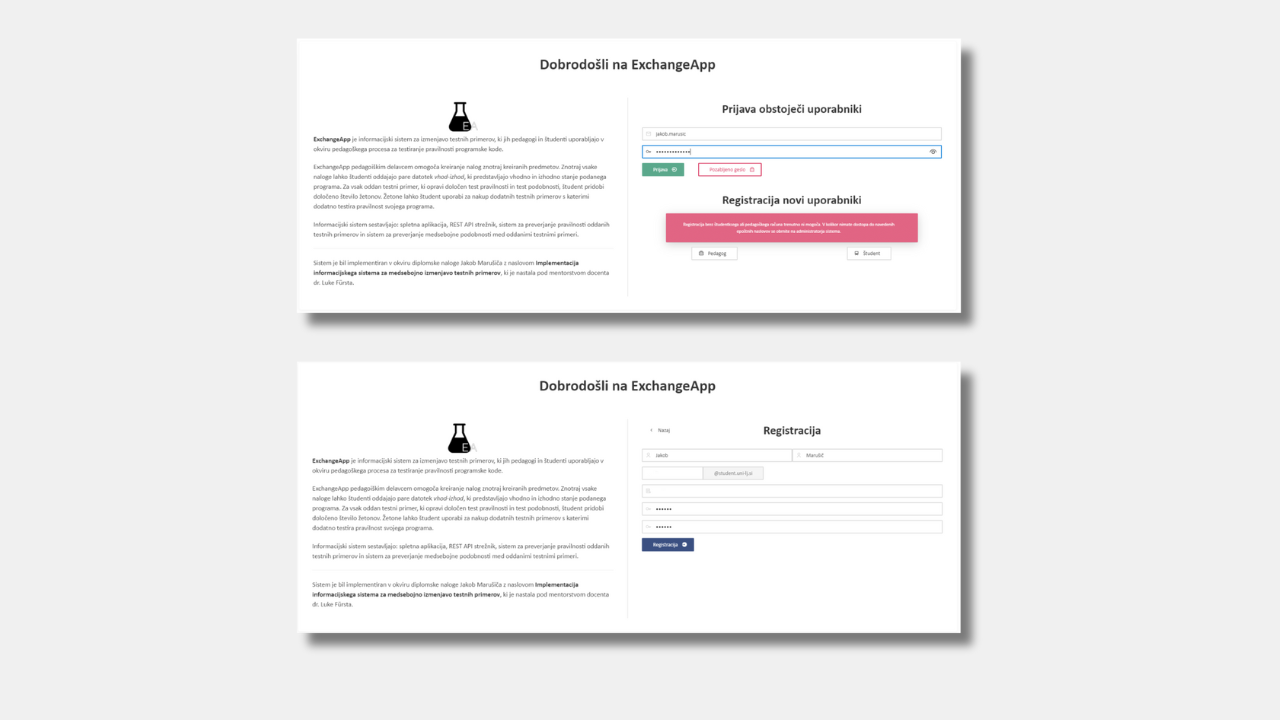 Dobrodošli na ExchangeApp
EA
ExchangeApp je informacijski sistem za izmenjavo testnih primerov, ki jih pedagogi in študenti uporabljajo v
okviru pedagoškega procesa za testiranje pravilnosti programske kode.
ExchangeApp pedagoškim delavcem omogoča kreiranje nalog znotraj kreiranih predmetov. Znotraj vsake
naloge lahko študenti oddajajo pare datotek vhod-izhod, ki predstavljajo vhodno in izhodno stanje podanega
programa. Za vsak oddan testni primer, ki opravi določen test pravilnosti in test podobnosti, študent pridobi
določeno število žetonov. Žetone lahko študent uporabi za nakup dodatnih testnih primerov s katerimi
dodatno testira pravilnost svojega programa.
Informacijski sistem sestavljajo: spletna aplikacija, REST API strežnik, sistem za preverjanje pravilnosti oddanih
testnih primerov in sistem za preverjanje medsebojne podobnosti med oddanimi testnimi primeri.
Sistem je bil implementiran v okviru diplomske naloge Jakob Marušiča z naslovom Implementacija
informacijskega sistema za medsebojno izmenjavo testnih primerov, ki je nastala pod mentorstvom docenta
dr. Luke Fürsta.
Prijava obstoječi uporabniki
jakob.marusic
Prijava
Pozabljeno geslo
Registracija novi uporabniki
Registracija brez študentskega ali pedagoškega računa trenutno ni mogoča. V kolikor nimate dostopa do navedenih
Pedagog
Študent
Dobrodošli na ExchangeApp
EA
ExchangeApp je informacijski sistem za izmenjavo testnih primerov, ki jih pedagogi in študenti uporabljajo v
okviru pedagoškega procesa za testiranje pravilnosti programske kode.
ExchangeApp pedagoškim delavcem omogoča kreiranje nalog znotraj kreiranih predmetov. Znotraj vsake
naloge lahko študenti oddajajo pare datotek vhod-izhod, ki predstavljajo vhodno in izhodno stanje podanega
programa. Za vsak oddan testni primer, ki opravi določen test pravilnosti in test podobnosti, študent pridobi
določeno število žetonov. Žetone lahko študent uporabi za nakup dodatnih testnih primerov s katerimi
dodatno testira pravilnost svojega programa.
Informacijski sistem sestavljajo: spletna aplikacija, REST API strežnik, sistem za preverjanje pravilnosti oddanih
testnih primerov in sistem za preverjanje medsebojne podobnosti med oddanimi testnimi primeri.
Sistem je bil implementiran v okviru diplomske naloge Jakob Marušiča z naslovom Implementacija
informacijskega sistema za medsebojno izmenjavo testnih primerov, ki je nastala pod mentorstvom docenta
dr. Luke Fürsta.
Nazaj
Registracija
Jakob
Marušič
@student.uni-lj.si
Registracija